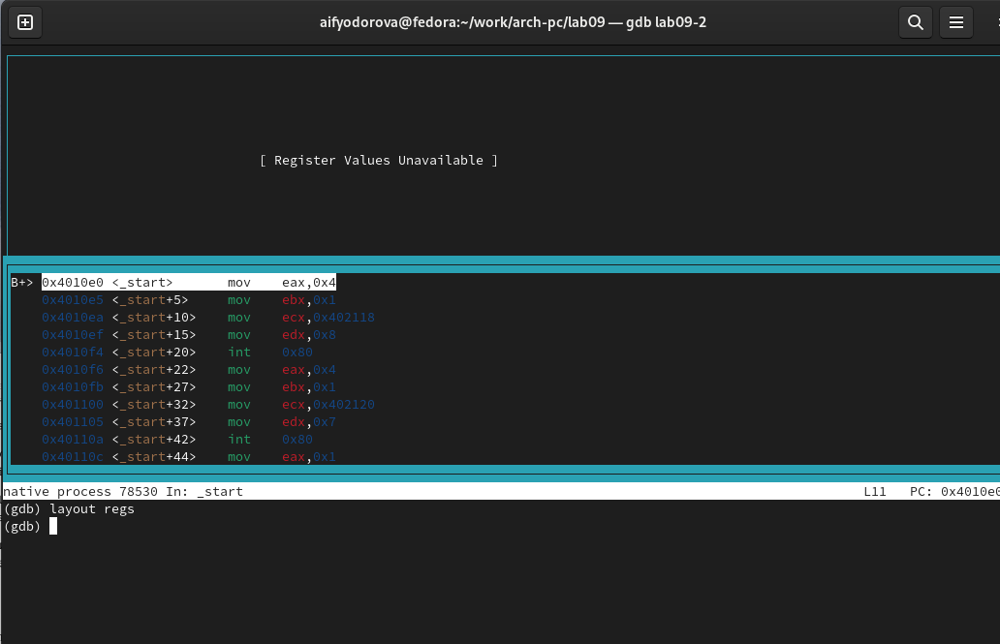 aifyodorova@fedora:~/work/arch-pc/lab09 — gdb lab09-2
[ Register Values Unavailable ]
B+> 0x4010e0 <_start>       mov    eax,0x4
0x4010e5 <_start+5>     mov    ebx,0x1
0x4010ea <_start+10>    mov    ecx,0x402118
0x4010ef <_start+15>    mov    edx,0x8
0x4010f4 <_start+20>    int    0x80
0x4010f6 <_start+22>    mov    eax,0x4
0x4010fb <_start+27>    mov    ebx,0x1
0x401100 <_start+32>    mov    ecx,0x402120
0x401105 <_start+37>    mov    edx,0x7
0x40110a <_start+42>    int    0x80
0x40110c <_start+44>    mov    eax,0x1
native process 78530 In: _start    L11   PC: 0x4010e0
(gdb) layout regs
(gdb)